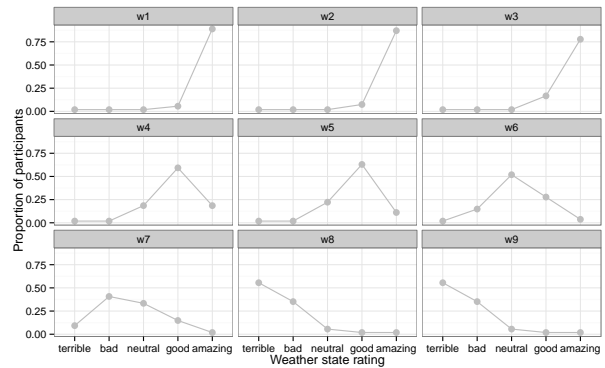 w1 w2 w3
0.75
0.50
0.25
0.00
w4 w5 w6
0.75
0.50
0.25
0.00
w7 w8 w9
0.75
0.50
0.25
0.00
terrible bad neutral good amazing terrible bad neutral good amazing terrible bad neutral good amazing
Weather state rating
Proportion of participants